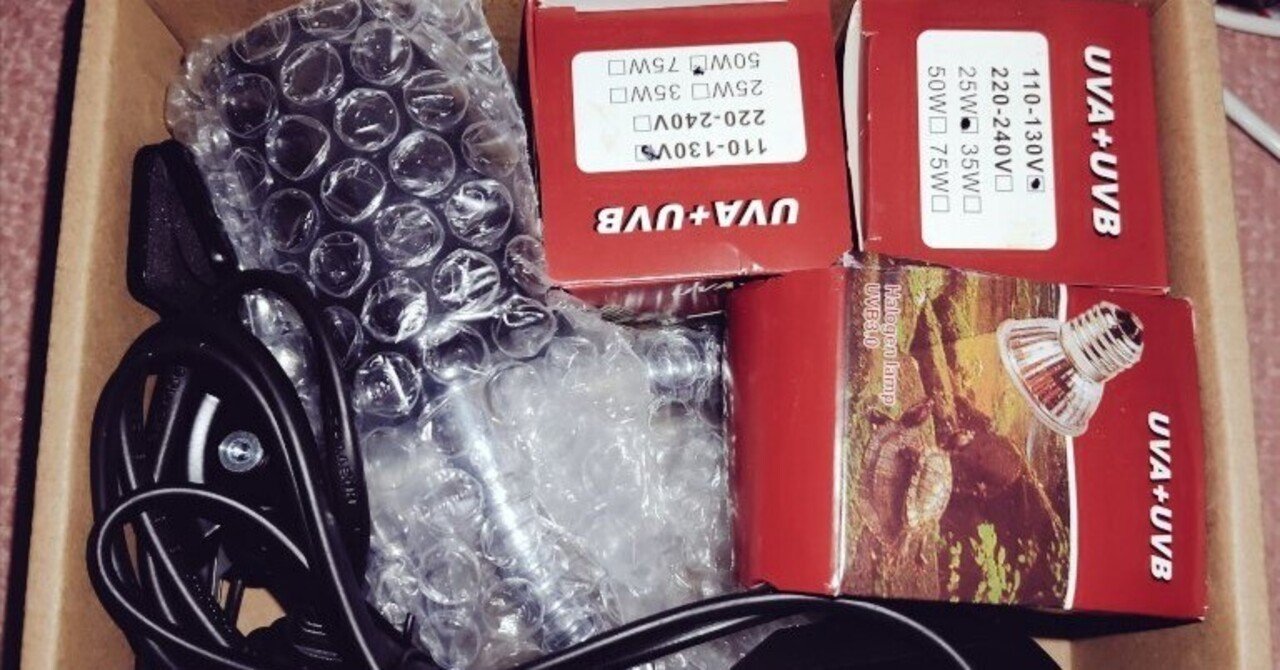 UVA+UVB
110-130V
220-240V
25W 35W
50W 75W
UVA+UVB
110-130V
220-240V
25W 35W
50W 75W
Halogen lamp
UVB3.0
UVA+UVB